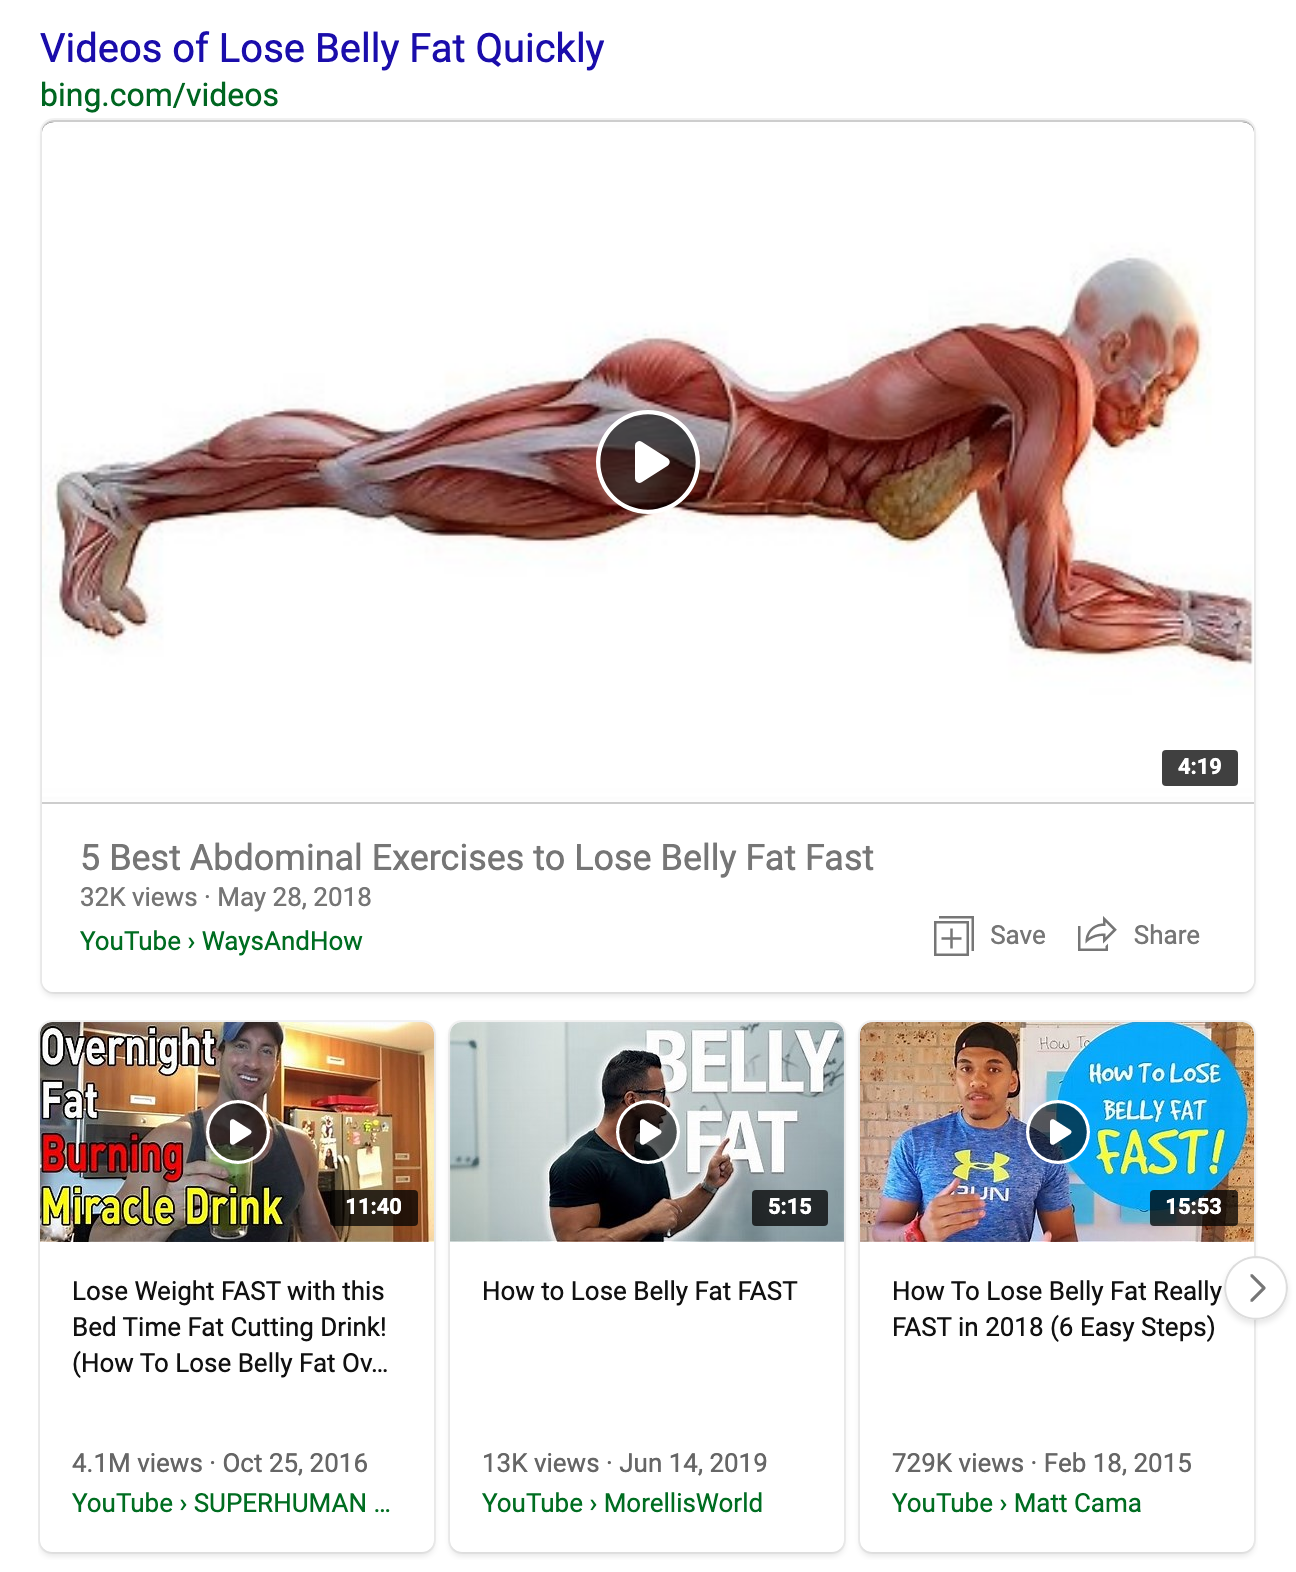 Videos of Lose Belly Fat Quickly
bing.com/videos
4:19
5 Best Abdominal Exercises to Lose Belly Fat Fast
32K views · May 28, 2018
YouTube › WaysAndHow
Save
Share
Overnight
Fat
Burning
Miracle Drink
11:40
Lose Weight FAST with this
Bed Time Fat Cutting Drink!
(How To Lose Belly Fat Ov...
4.1M views · Oct 25, 2016
YouTube › SUPERHUMAN ...
BELLY
FAT
5:15
How to Lose Belly Fat FAST
13K views · Jun 14, 2019
YouTube › MorellisWorld
How To
HOW TO LOSE
BELLY FAT
FAST!
RUN
15:53
How To Lose Belly Fat Really
FAST in 2018 (6 Easy Steps)
729K views · Feb 18, 2015
YouTube › Matt Cama